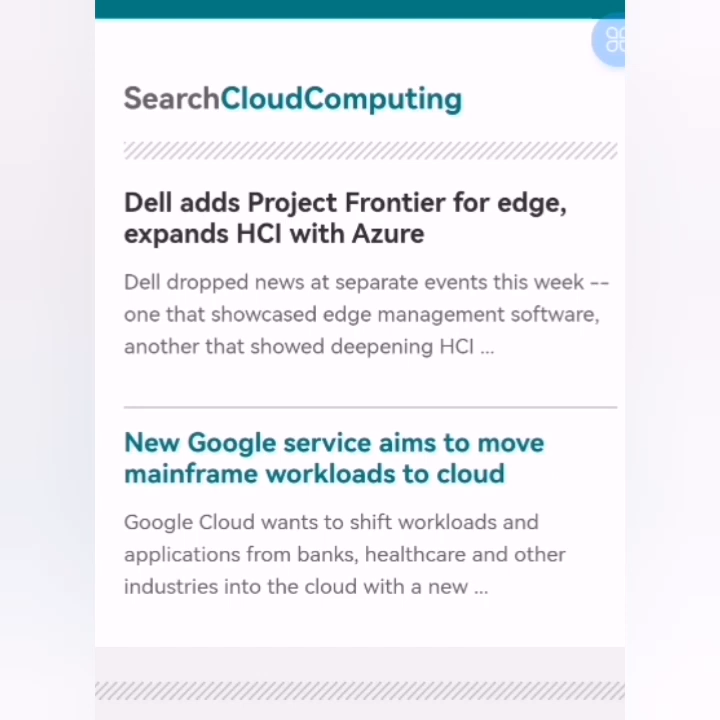 SearchCloudComputing
Dell adds Project Frontier for edge,
expands HCI with Azure
Dell dropped news at separate events this week --
one that showcased edge management software,
another that showed deepening HCI ...
New Google service aims to move
mainframe workloads to cloud
Google Cloud wants to shift workloads and
applications from banks, healthcare and other
industries into the cloud with a new ...